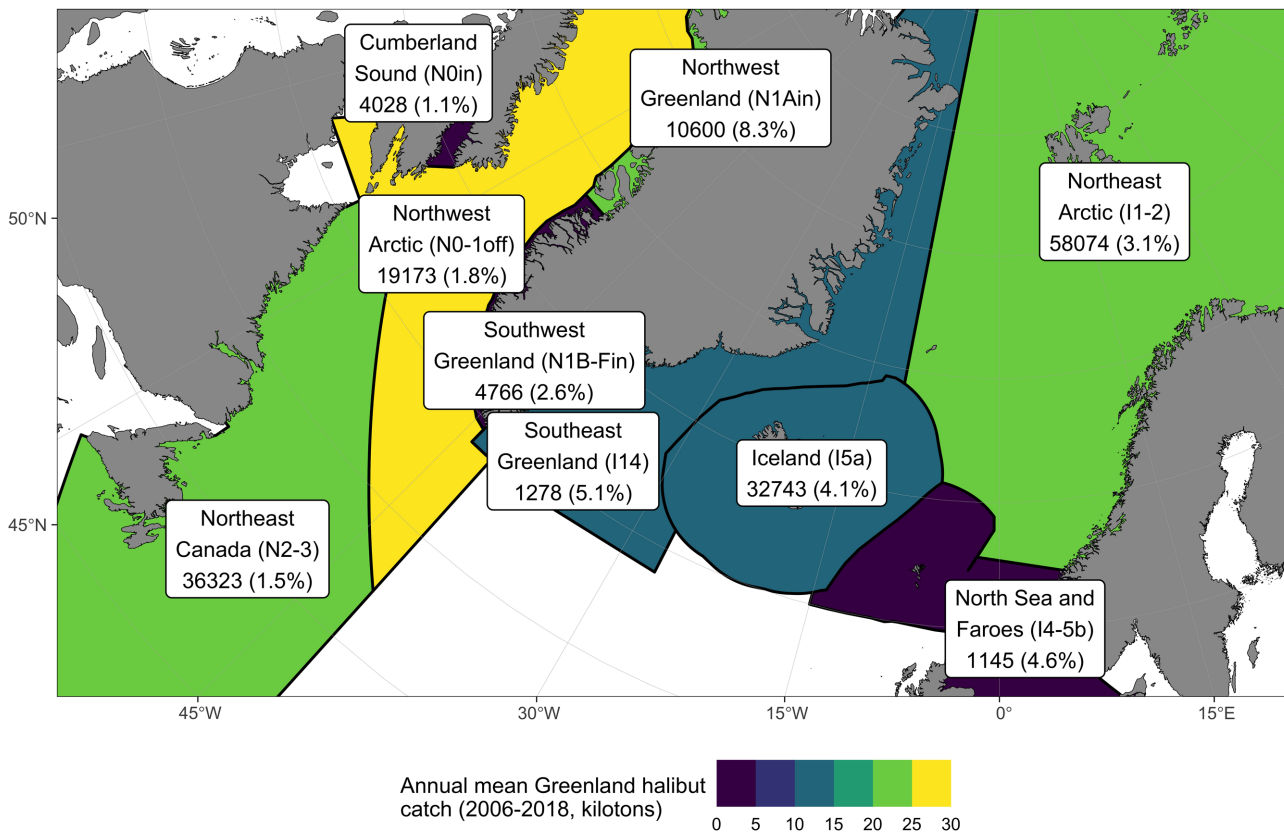 Cumberland
Sound (N0in)
4028 (1.1%)
Northwest
Greenland (N1Ain)
10600 (8.3%)
Northeast
Arctic (I1-2)
58074 (3.1%)
Northwest
Arctic (N0-1off)
19173 (1.8%)
Southwest
Greenland (N1B-Fin)
4766 (2.6%)
Southeast
Greenland (I14)
1278 (5.1%)
Iceland (I5a)
32743 (4.1%)
Northeast
Canada (N2-3)
36323 (1.5%)
North Sea and
Faroes (I4-5b)
1145 (4.6%)
50°N
45°N
45°W 30°W 15°W 0° 15°E
Annual mean Greenland halibut
catch (2006-2018, kilotons)
0 5 10 15 20 25 30